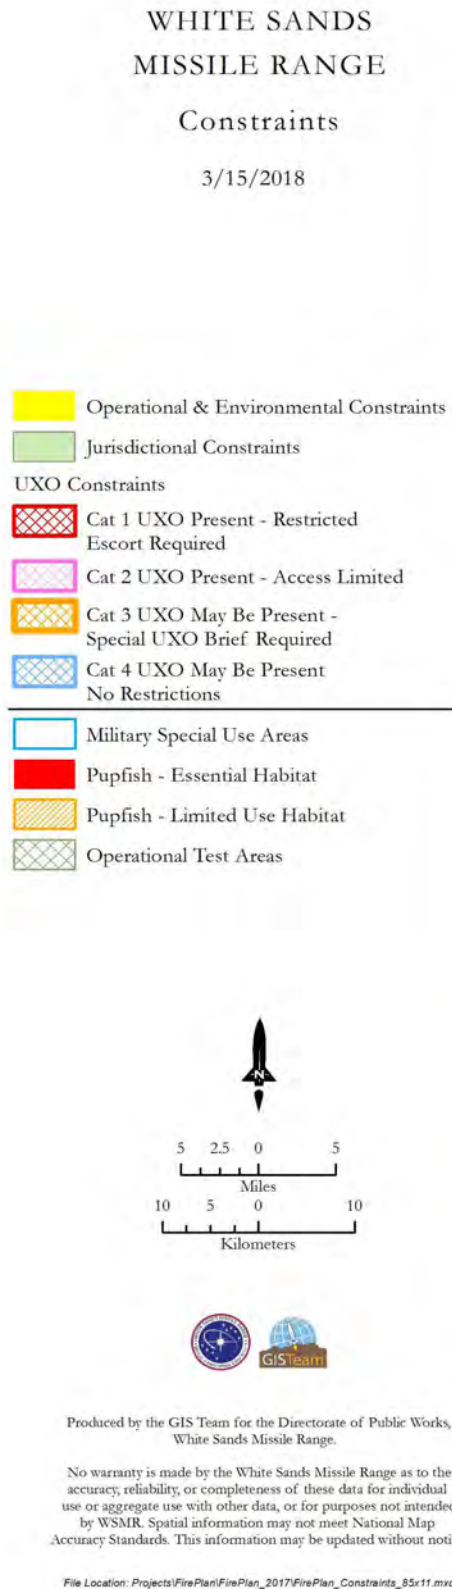 WHITE SANDS
MISSILE RANGE
Constraints
3/15/2018
Operational & Environmental Constraints
Jurisdictional Constraints
UXO Constraints
Cat 1 UXO Present - Restricted
Escort Required
Cat 2 UXO Present - Access Limited
Cat 3 UXO May Be Present -
Special UXO Brief Required
Cat 4 UXO May Be Present
No Restrictions
Military Special Use Areas
Pupfish - Essential Habitat
Pupfish - Limited Use Habitat
Operational Test Areas
N
5 2.5 0 5
Miles
10 5 0 10
Kilometers
GISTeam
Produced by the GIS Team for the Directorate of Public Works,
White Sands Missile Range.
No warranty is made by the White Sands Missile Range as to the
accuracy, reliability, or completeness of these data for individual
use or aggregate use with other data, or for purposes not intended
by WSMR. Spatial information may not meet National Map
Accuracy Standards. This information may be updated without noti
File Location: Projects\FirePlan\FirePlan_2017\FirePlan_Constraints_85x11.mxd